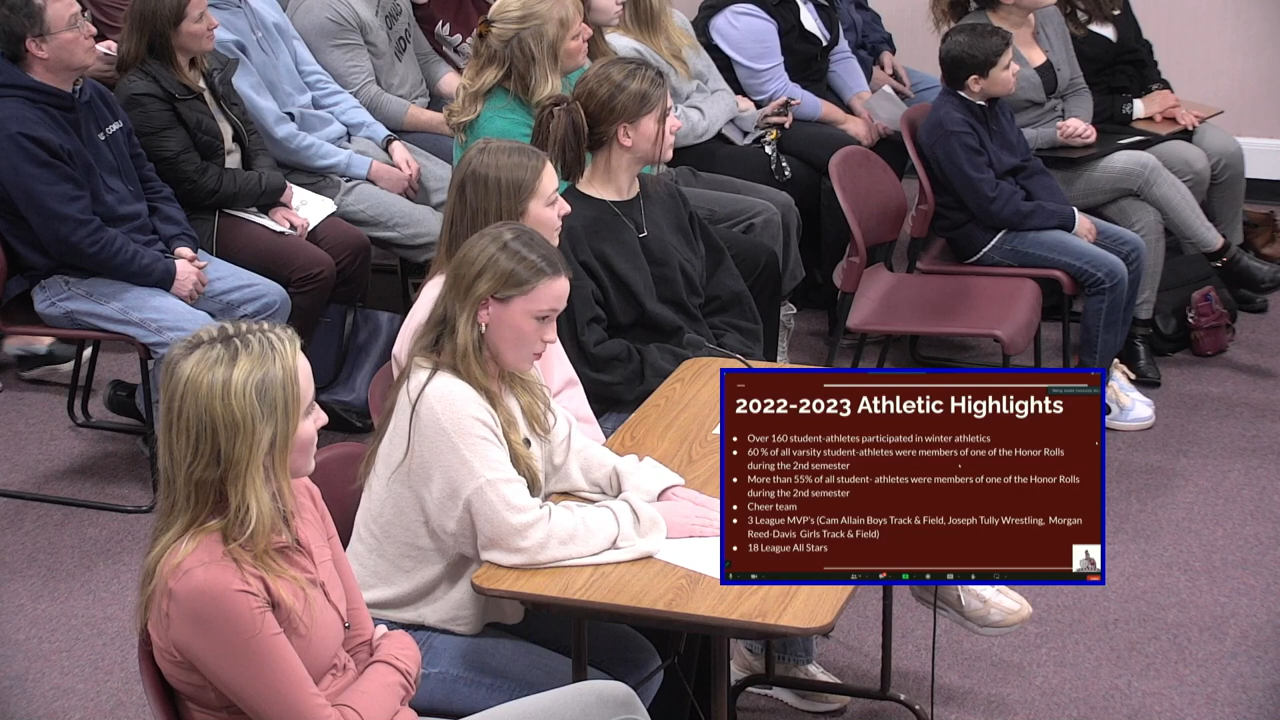 2022-2023 Athletic Highlights
● Over 160 student-athletes participated in winter athletics
● 60 % of all varsity student-athletes were members of one of the Honor Rolls
during the 2nd semester
● More than 55% of all student- athletes were members of one of the Honor Rolls
during the 2nd semester
● Cheer team
● 3 League MVP's (Cam Allain Boys Track & Field, Joseph Tully Wrestling, Morgan
Reed-Davis Girls Track & Field)
● 18 League All Stars